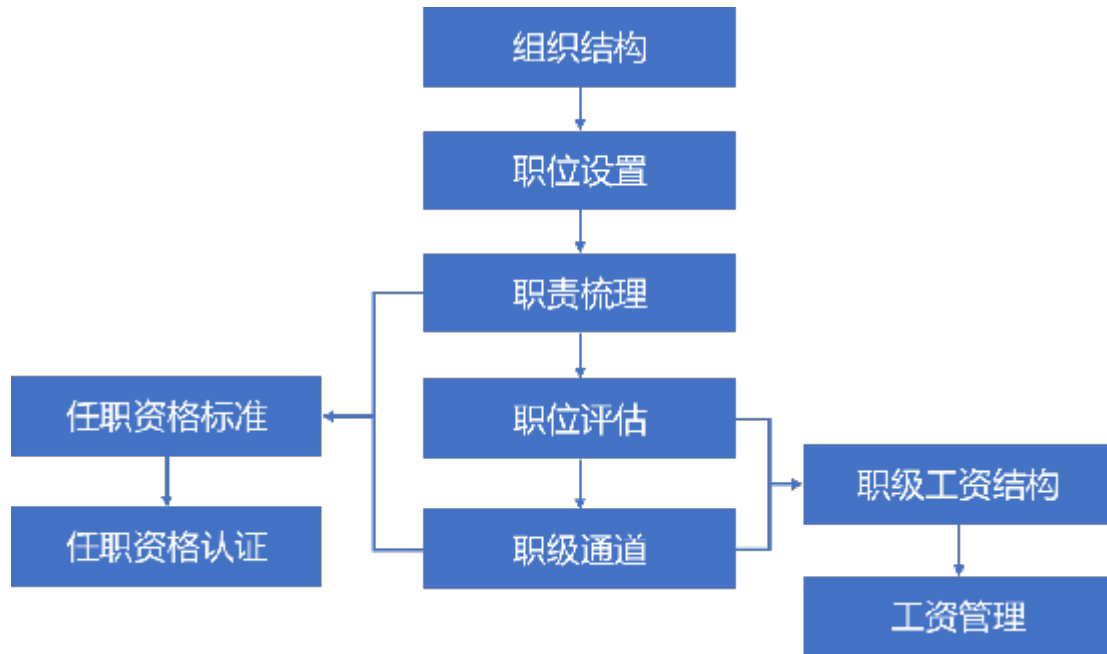 组织结构
职位设置
职责梳理
任职资格标准
职位评估
职级工资结构
任职资格认证
职级通道
工资管理